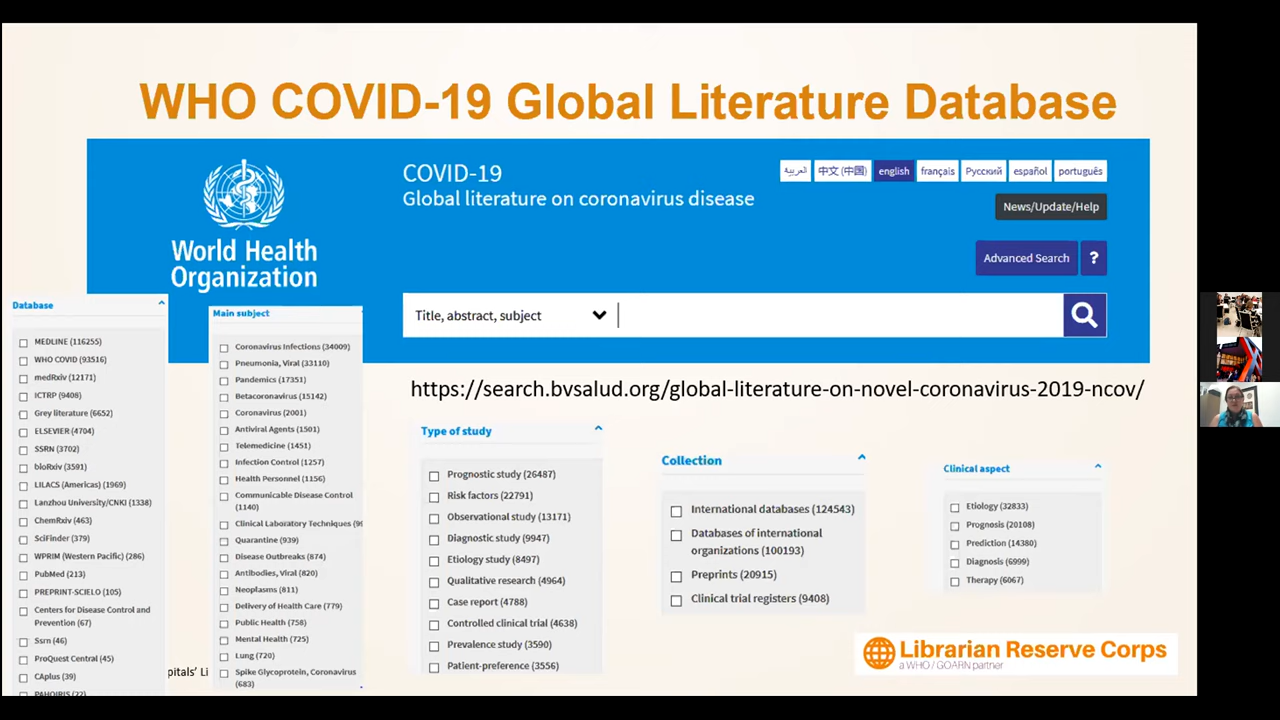 WHO COVID-19 Global Literature Database
World Health
Organization
COVID-19
Global literature on coronavirus disease
العربية
中文 (中国)
english
français
Русский
español
português
News/Update/Help
Advanced Search
?
Title, abstract, subject
https://search.bvsalud.org/global-literature-on-novel-coronavirus-2019-ncov/
Database
MEDLINE (116255)
WHO COVID (93516)
medRxiv (12171)
ICTRP (9408)
Grey literature (6652)
ELSEVIER (4704)
SSRN (3702)
bioRxiv (3591)
LILACS (Americas) (1969)
Lanzhou University/CNKI (1338)
ChemRxiv (463)
SciFinder (379)
WPRIM (Western Pacific) (286)
PubMed (213)
PREPRINT-SCIELO (105)
Centers for Disease Control and
Prevention (67)
Ssrn (46)
ProQuest Central (45)
CAplus (39)
PAHOIRIS (22)
Main subject
Coronavirus Infections (34009)
Pneumonia, Viral (33110)
Pandemics (17351)
Betacoronavirus (15142)
Coronavirus (2001)
Antiviral Agents (1501)
Telemedicine (1451)
Infection Control (1257)
Health Personnel (1156)
Communicable Disease Control
(1140)
Clinical Laboratory Techniques (99
Quarantine (939)
Disease Outbreaks (874)
Antibodies, Viral (820)
Neoplasms (811)
Delivery of Health Care (779)
Public Health (758)
Mental Health (725)
Lung (720)
Spike Glycoprotein, Coronavirus
(683)
pitals' Li
Type of study
Prognostic study (26487)
Risk factors (22791)
Observational study (13171)
Diagnostic study (9947)
Etiology study (8497)
Qualitative research (4964)
Case report (4788)
Controlled clinical trial (4638)
Prevalence study (3590)
Patient-preference (3556)
Collection
International databases (124543)
Databases of international
organizations (100193)
Preprints (20915)
Clinical trial registers (9408)
Clinical aspect
Etiology (32833)
Prognosis (20108)
Prediction (14380)
Diagnosis (6999)
Therapy (6067)
Librarian Reserve Corps
a WHO / GOARN partner